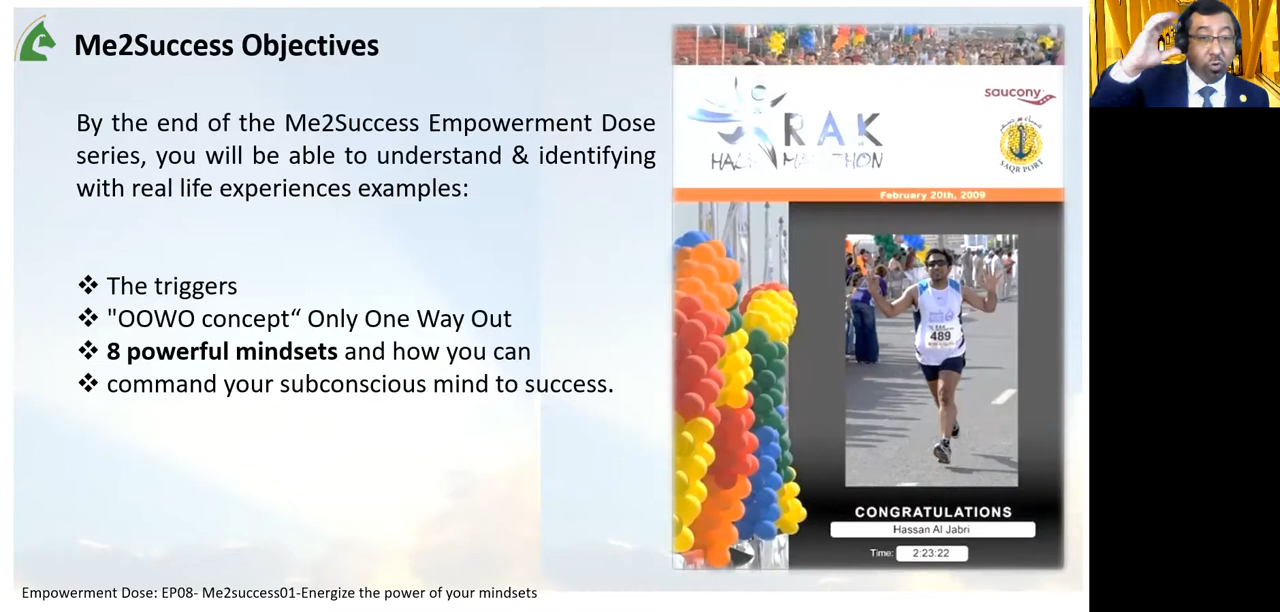 Me2Success Objectives
By the end of the Me2Success Empowerment Dose
series, you will be able to understand & identifying
with real life experiences examples:
❖ The triggers
❖ "OOWO concept“ Only One Way Out
❖ 8 powerful mindsets and how you can
❖ command your subconscious mind to success.
saucony
RAK
HALF MARATHON
SAQR PORT
February 20th, 2009
489
CONGRATULATIONS
Hassan Al Jabri
Time: 2:23:22
Empowerment Dose: EP08- Me2success01-Energize the power of your mindsets